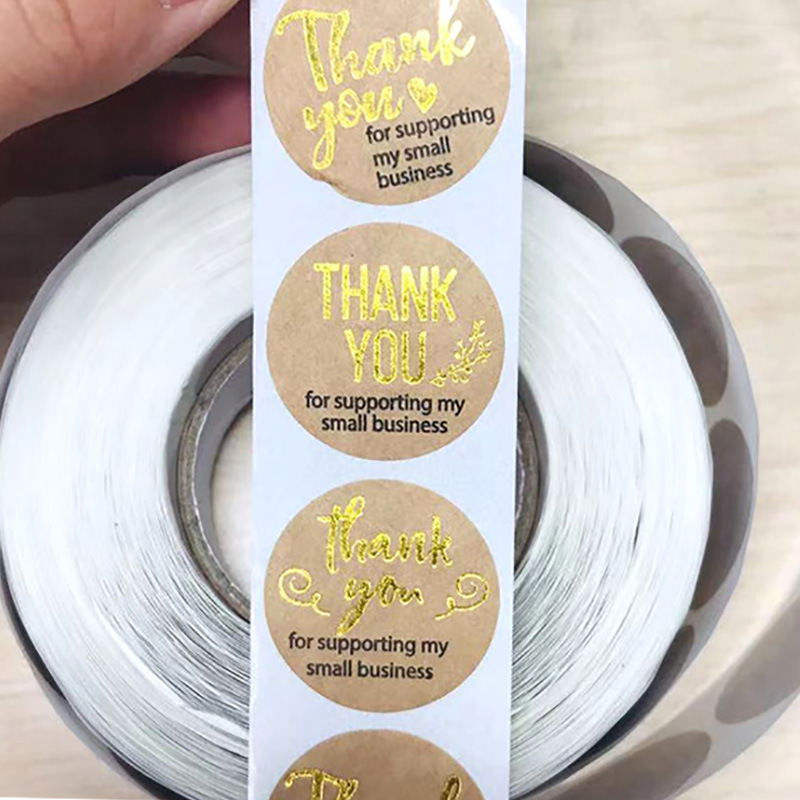 Thank
you
for supporting
my small
business
THANK
YOU
for supporting my
small business
thank
you
for supporting my
small business
Thank